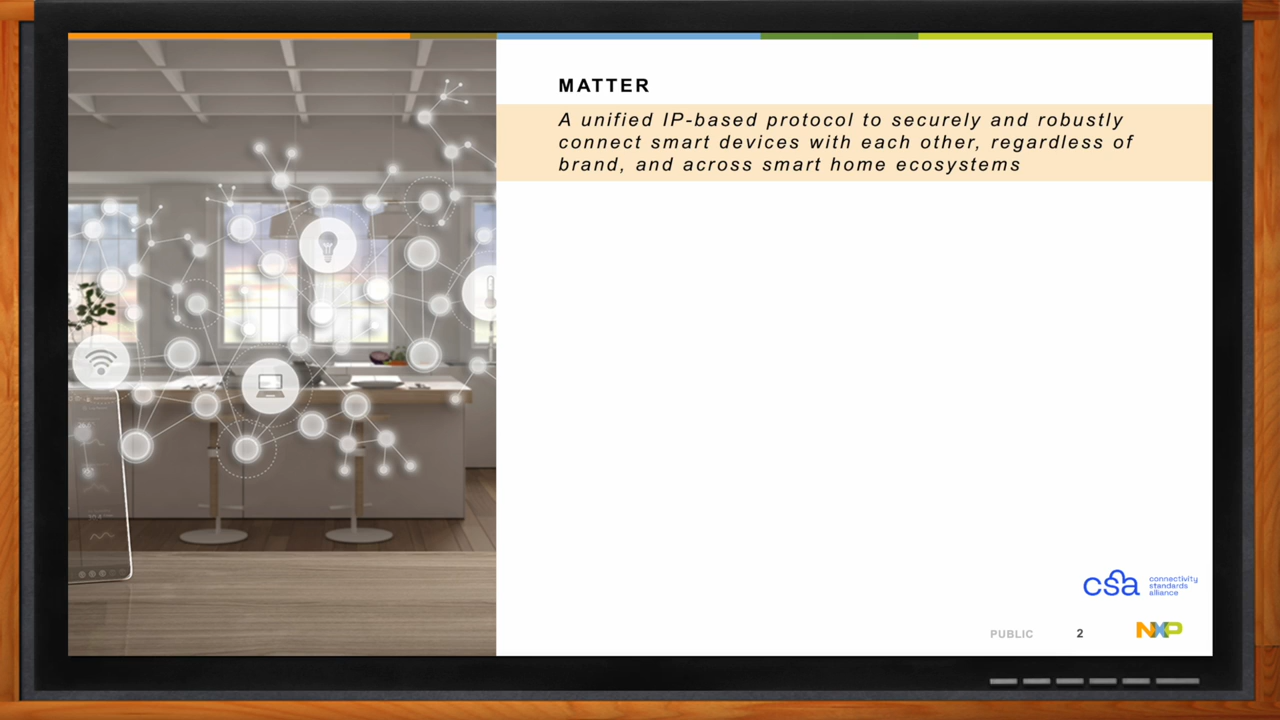 MATTER
A unified IP-based protocol to securely and robustly
connect smart devices with each other, regardless of
brand, and across smart home ecosystems
csa connectivity
standards
alliance
PUBLIC 2 NXP